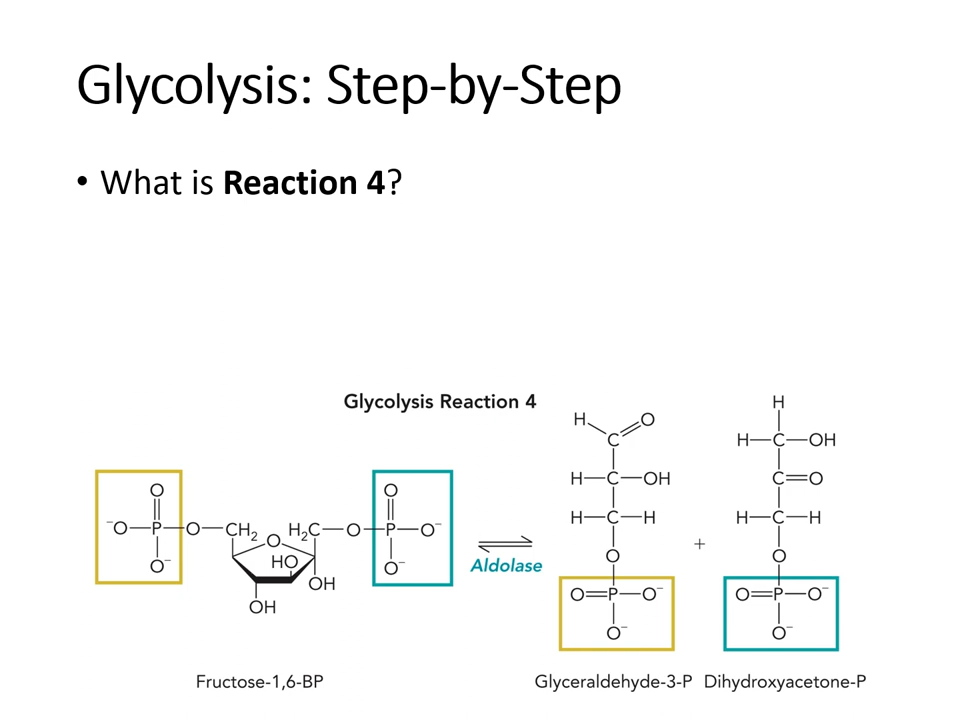 Glycolysis: Step-by-Step
• What is Reaction 4?
Glycolysis Reaction 4
O
⁻O—P—O—CH₂
O⁻
O
HO
OH
OH
H₂C—O—P—O⁻
O
O⁻
Aldolase
H
O
C
H—C—OH
H—C—H
O
O=P—O⁻
O⁻
+
H
H—C—OH
C=O
H—C—H
O
O=P—O⁻
O⁻
Fructose-1,6-BP
Glyceraldehyde-3-P
Dihydroxyacetone-P